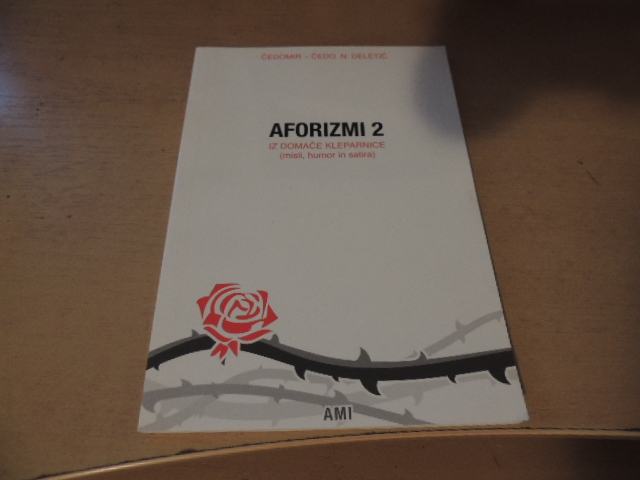 ČEDOMIR - ČEDO. N. DELETIĆ
AFORIZMI 2
IZ DOMAČE KLEPARNICE
(misli, humor in satira)
AMI